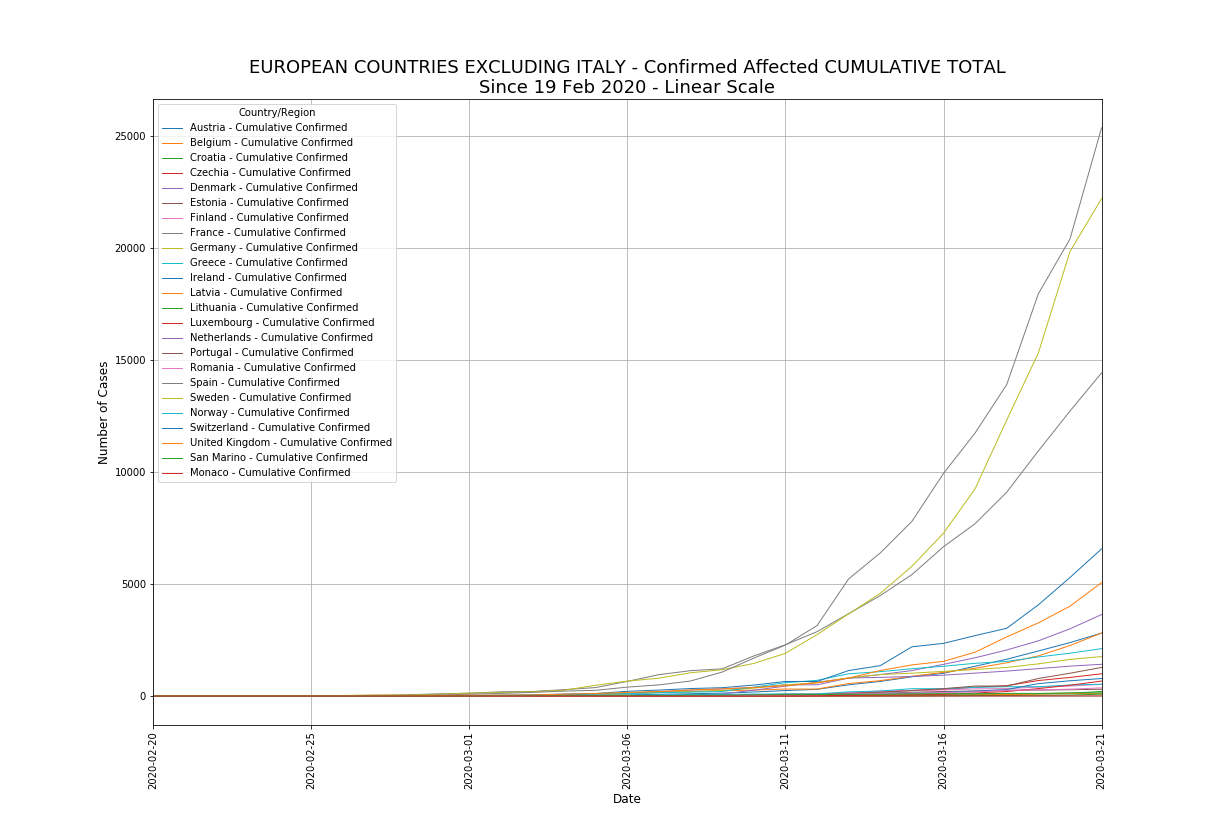 EUROPEAN COUNTRIES EXCLUDING ITALY - Confirmed Affected CUMULATIVE TOTAL
Since 19 Feb 2020 - Linear Scale
Country/Region
Austria - Cumulative Confirmed
Belgium - Cumulative Confirmed
Croatia - Cumulative Confirmed
Czechia - Cumulative Confirmed
Denmark - Cumulative Confirmed
Estonia - Cumulative Confirmed
Finland - Cumulative Confirmed
France - Cumulative Confirmed
Germany - Cumulative Confirmed
Greece - Cumulative Confirmed
Ireland - Cumulative Confirmed
Latvia - Cumulative Confirmed
Lithuania - Cumulative Confirmed
Luxembourg - Cumulative Confirmed
Netherlands - Cumulative Confirmed
Portugal - Cumulative Confirmed
Romania - Cumulative Confirmed
Spain - Cumulative Confirmed
Sweden - Cumulative Confirmed
Norway - Cumulative Confirmed
Switzerland - Cumulative Confirmed
United Kingdom - Cumulative Confirmed
San Marino - Cumulative Confirmed
Monaco - Cumulative Confirmed
Number of Cases
25000
20000
15000
10000
5000
0
2020-02-20
2020-02-25
2020-03-01
2020-03-06
2020-03-11
2020-03-16
2020-03-21
Date